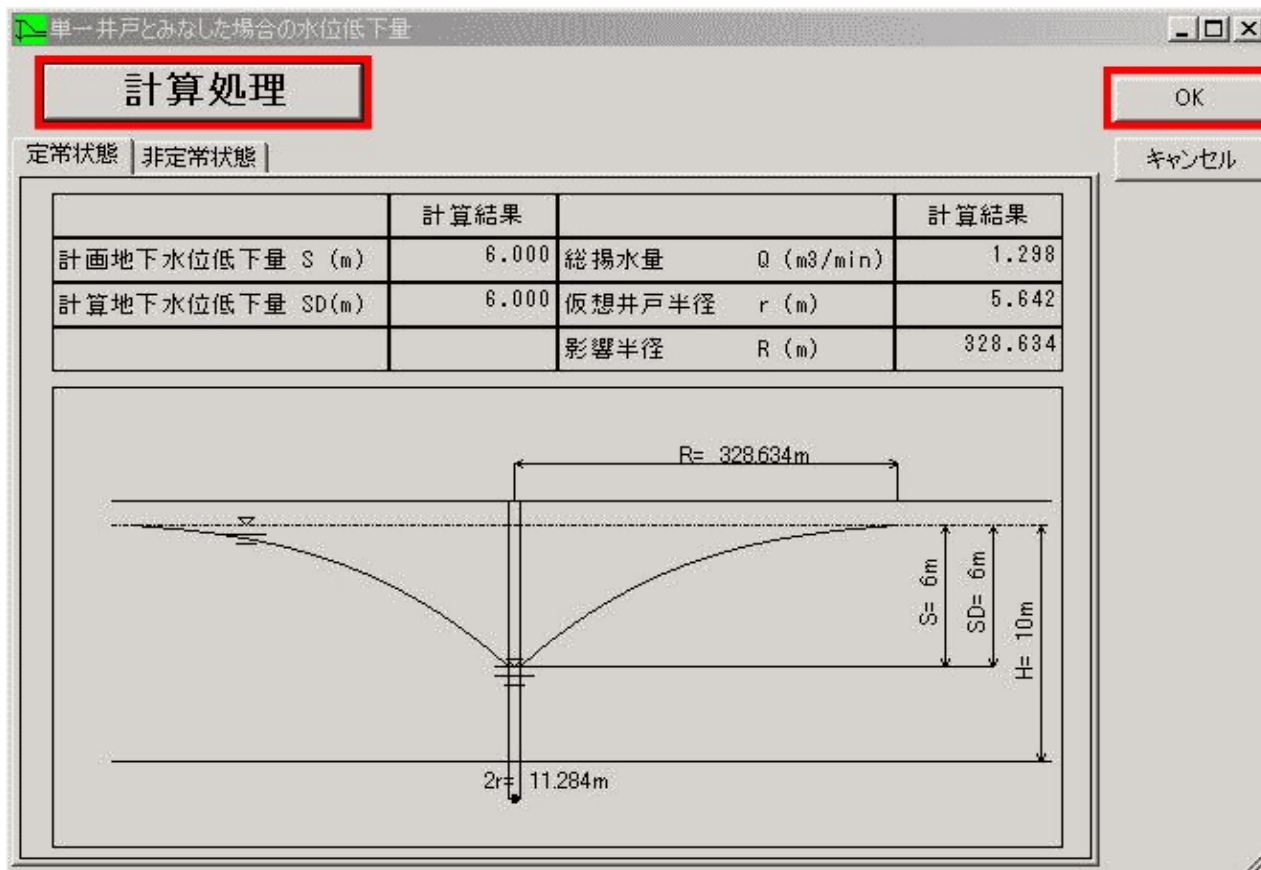 単一井戸とみなした場合の水位低下量
計算処理
OK
キャンセル
定常状態 非定常状態
計算結果 計算結果
計画地下水位低下量 S (m) 6.000 総揚水量 Q (m3/min) 1.298
計算地下水位低下量 SD(m) 6.000 仮想井戸半径 r (m) 5.642
影響半径 R (m) 328.634
R= 328.634m
S= 6m
SD= 6m
H= 10m
2r= 11.284m